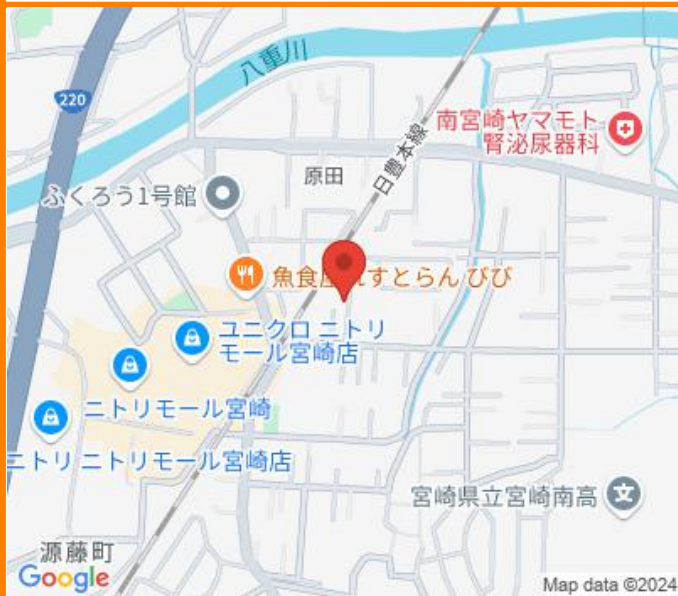 八重川
220
南宮崎ヤマモト
腎泌尿器科
日豊本線
原田
ふくろう1号館
魚食屋 れすとらん びび
ユニクロ ニトリ
モール宮崎店
ニトリモール宮崎
ニトリ ニトリモール宮崎店
宮崎県立宮崎南高
源藤町
Google
Map data ©2024